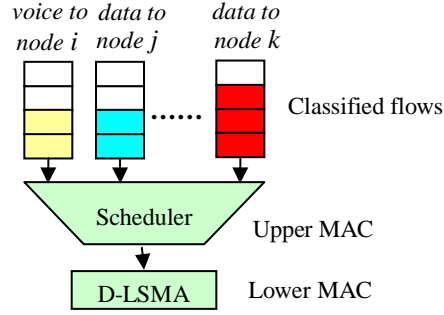 voice to node i
data to node j
data to node k
......
Classified flows
Scheduler
Upper MAC
D-LSMA
Lower MAC